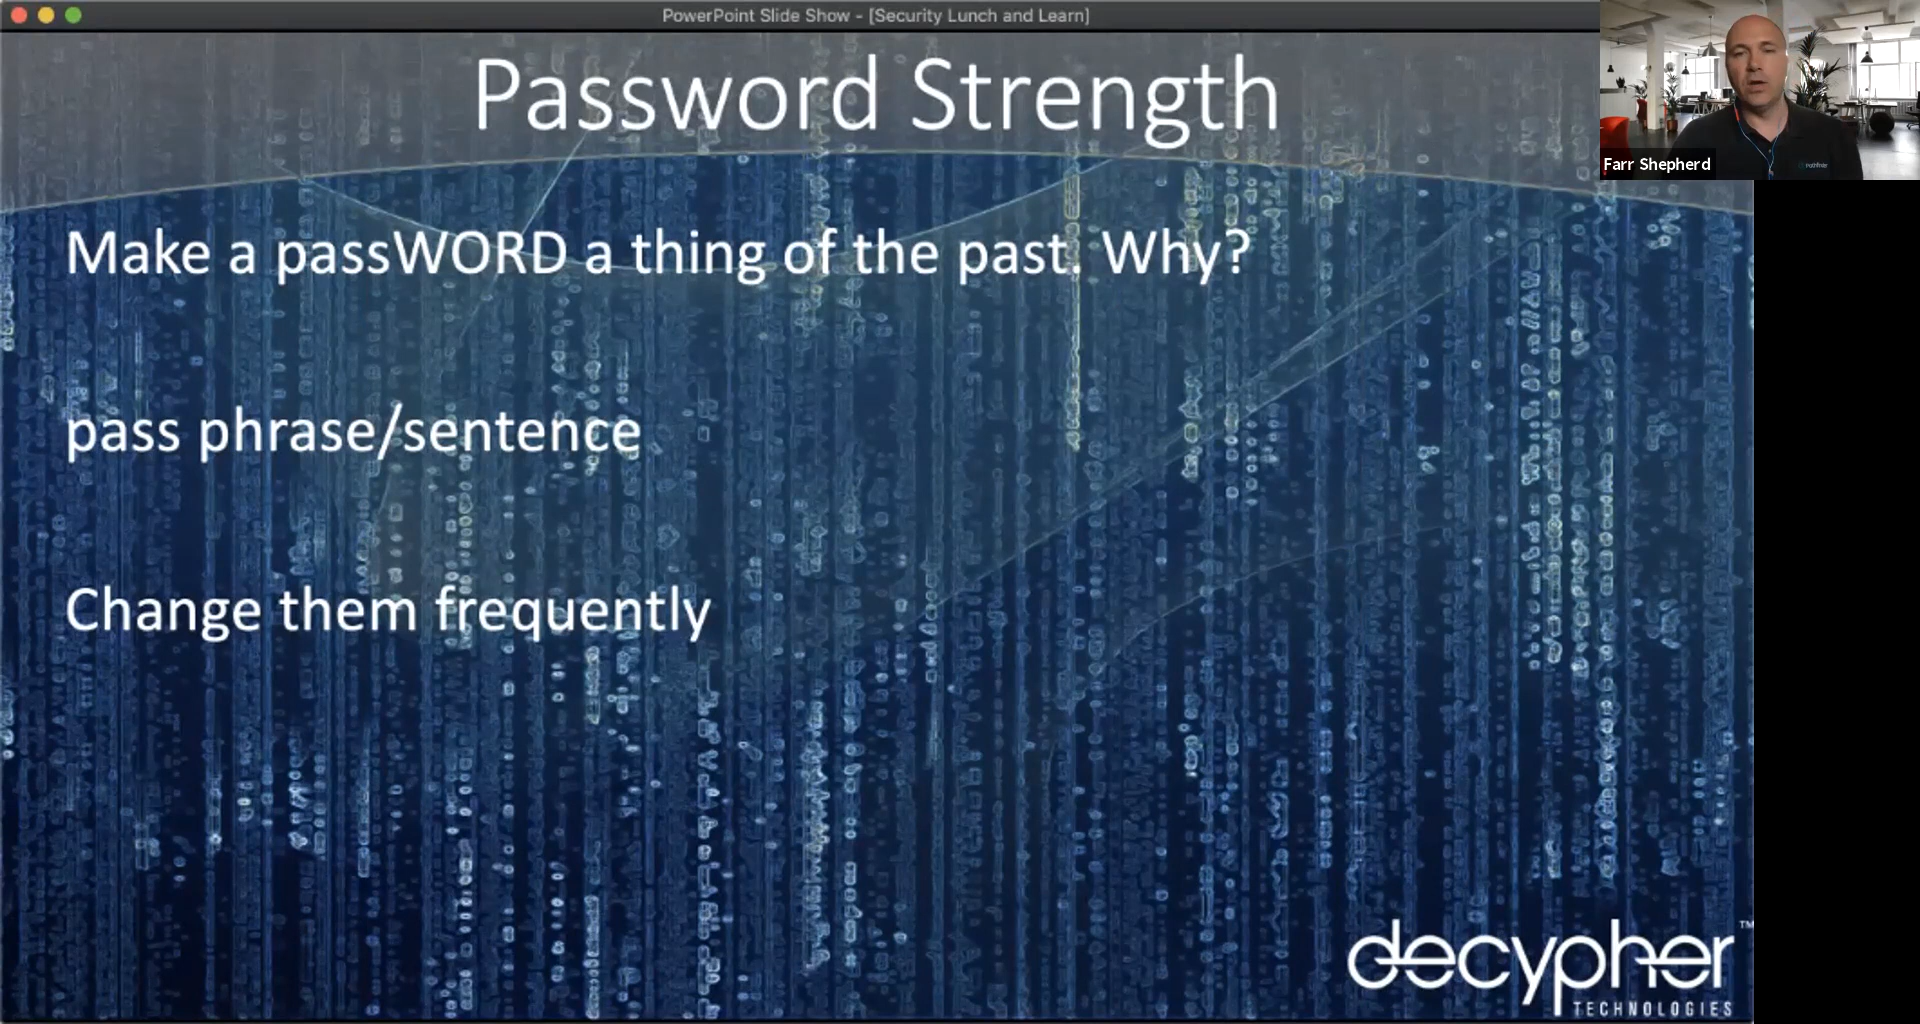 PowerPoint Slide Show - [Security Lunch and Learn]
Password Strength
Farr Shepherd
Make a passWORD a thing of the past. Why?
pass phrase/sentence
Change them frequently
decypher™
TECHNOLOGIES